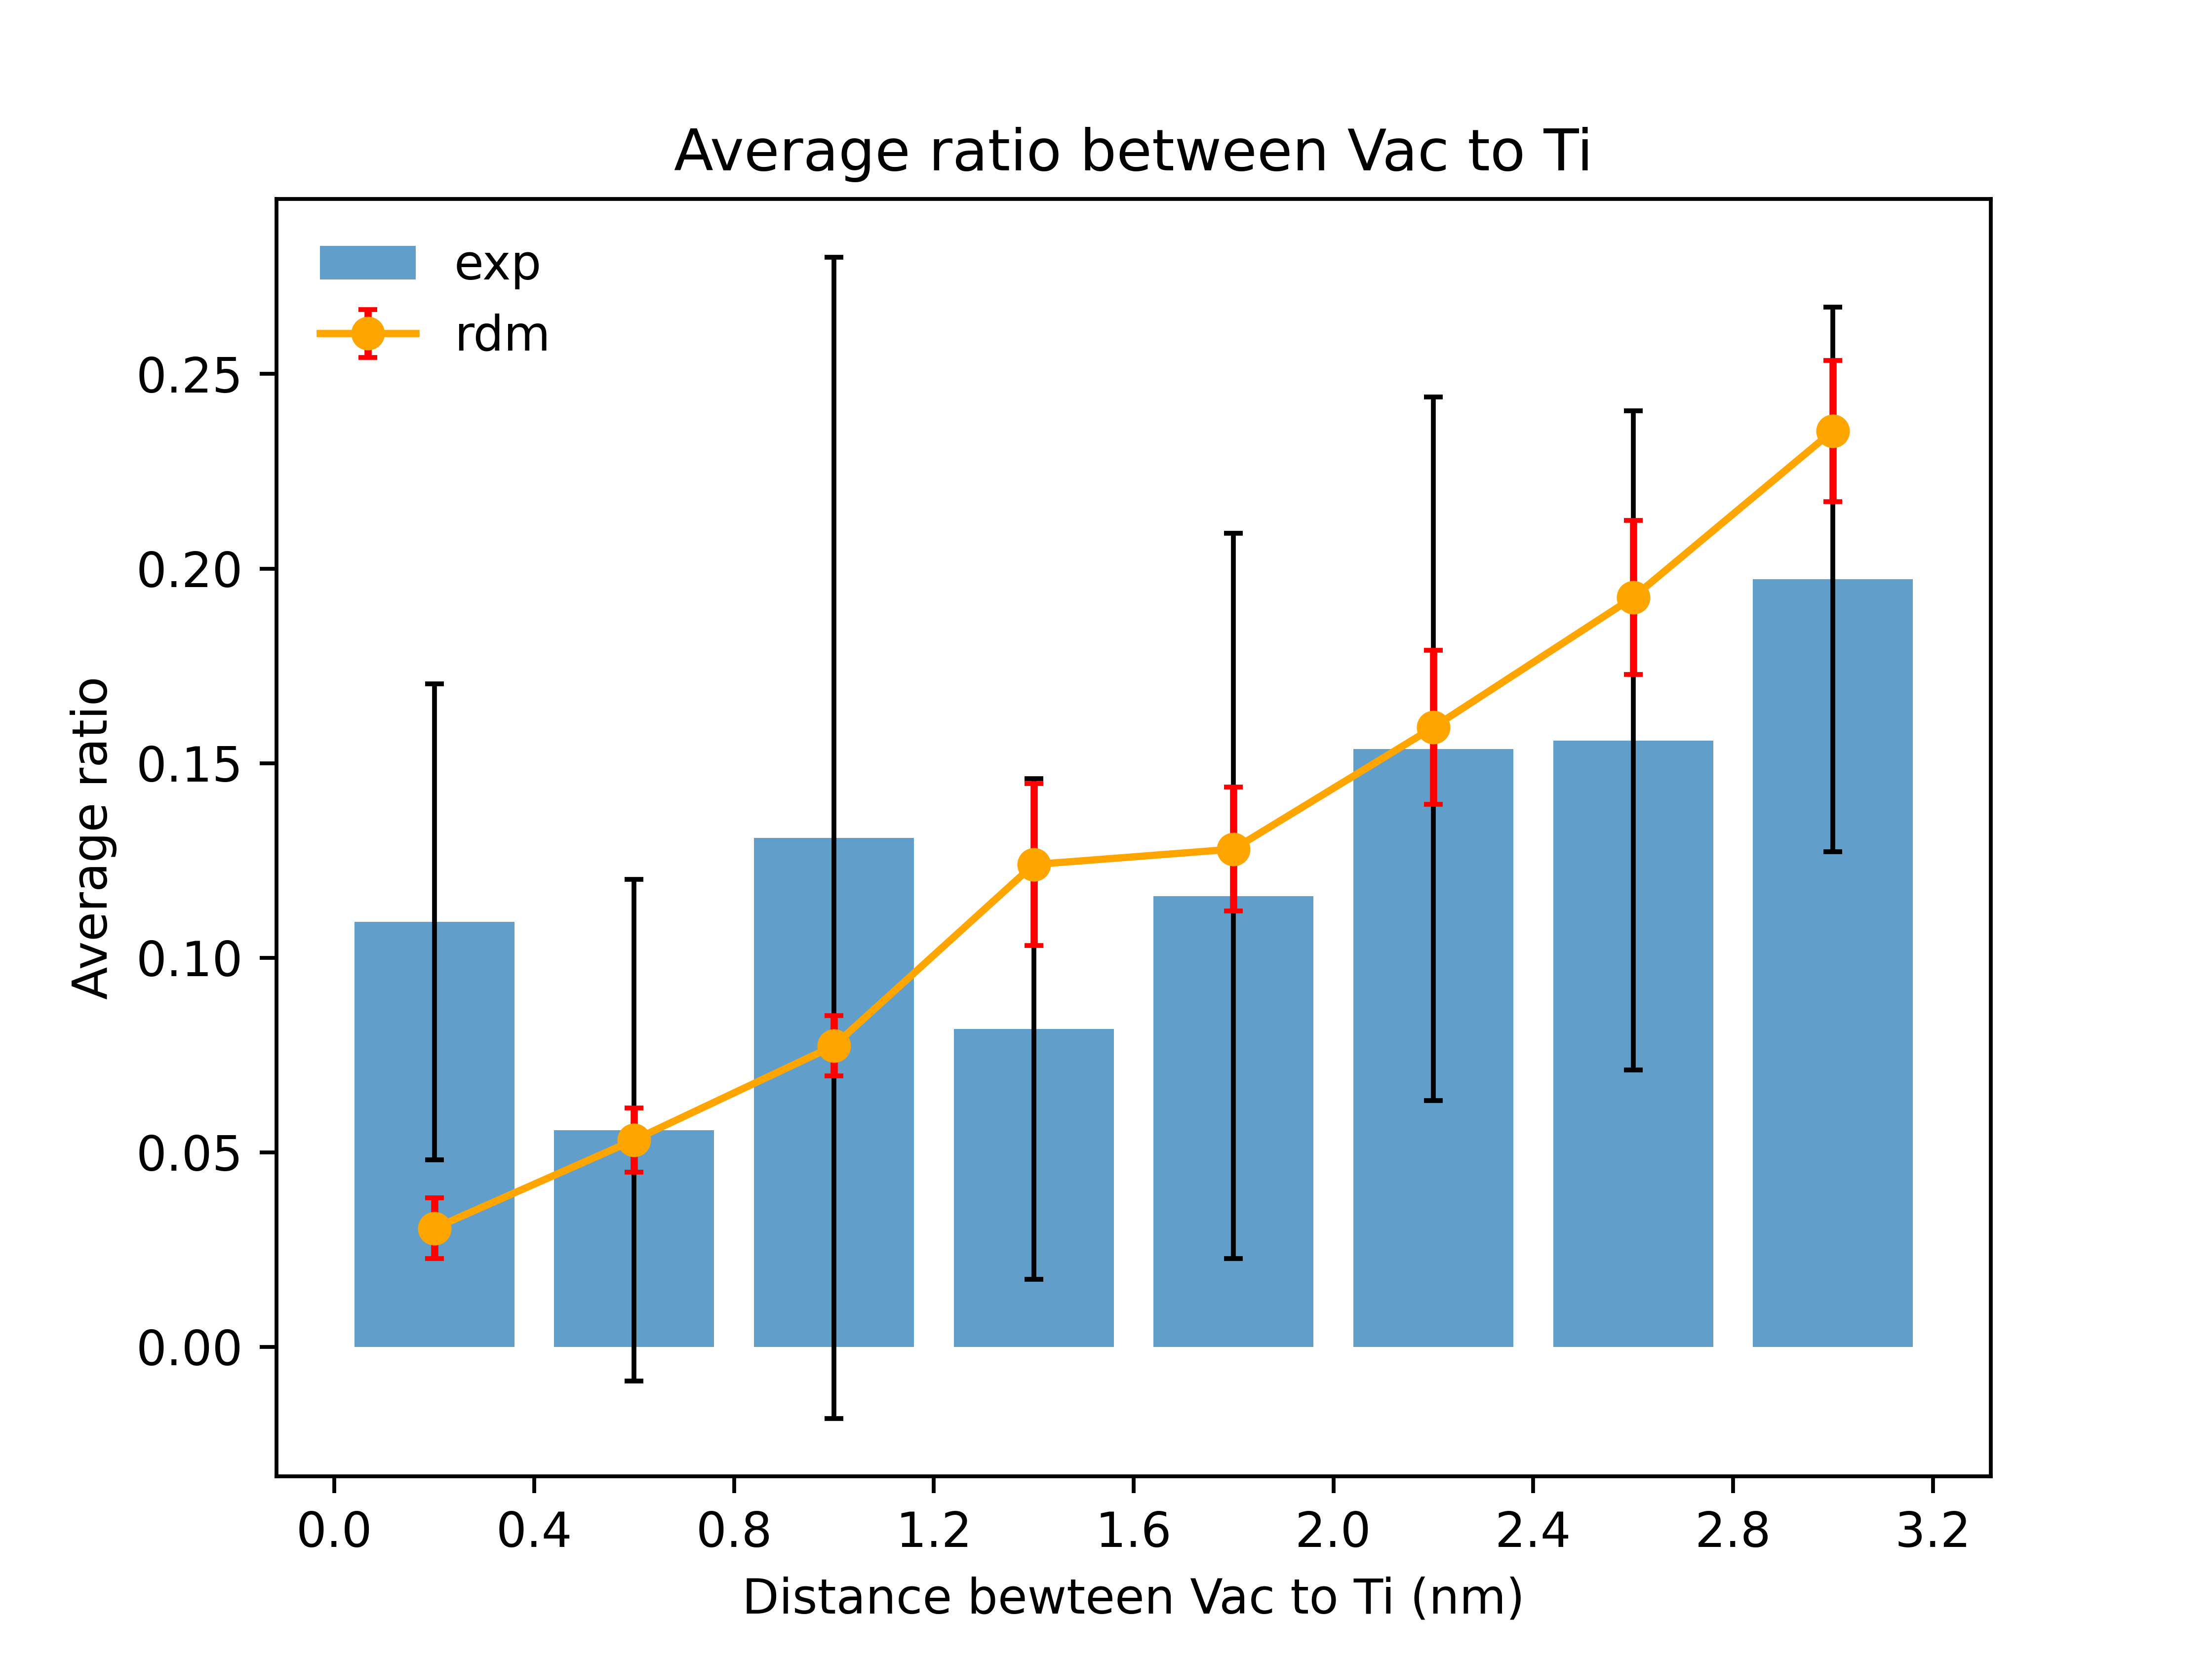 Average ratio between Vac to Ti
exp
rdm
Average ratio
0.25
0.20
0.15
0.10
0.05
0.00
0.0 0.4 0.8 1.2 1.6 2.0 2.4 2.8 3.2
Distance bewteen Vac to Ti (nm)